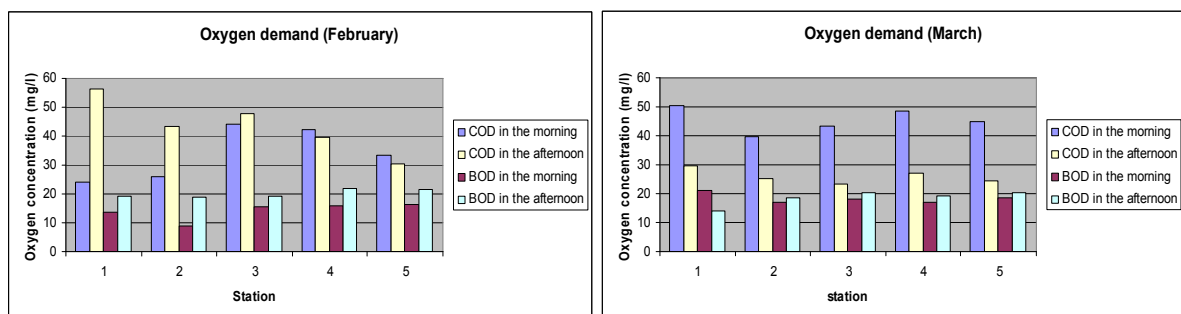 Oxygen demand (February)
Oxygen concentration (mg/l)
60
50
40
30
20
10
0
1 2 3 4 5
Station
COD in the morning
COD in the afternoon
BOD in the morning
BOD in the afternoon
Oxygen demand (March)
Oxygen concentration (mg/l)
60
50
40
30
20
10
0
1 2 3 4 5
station
COD in the morning
COD in the afternoon
BOD in the morning
BOD in the afternoon